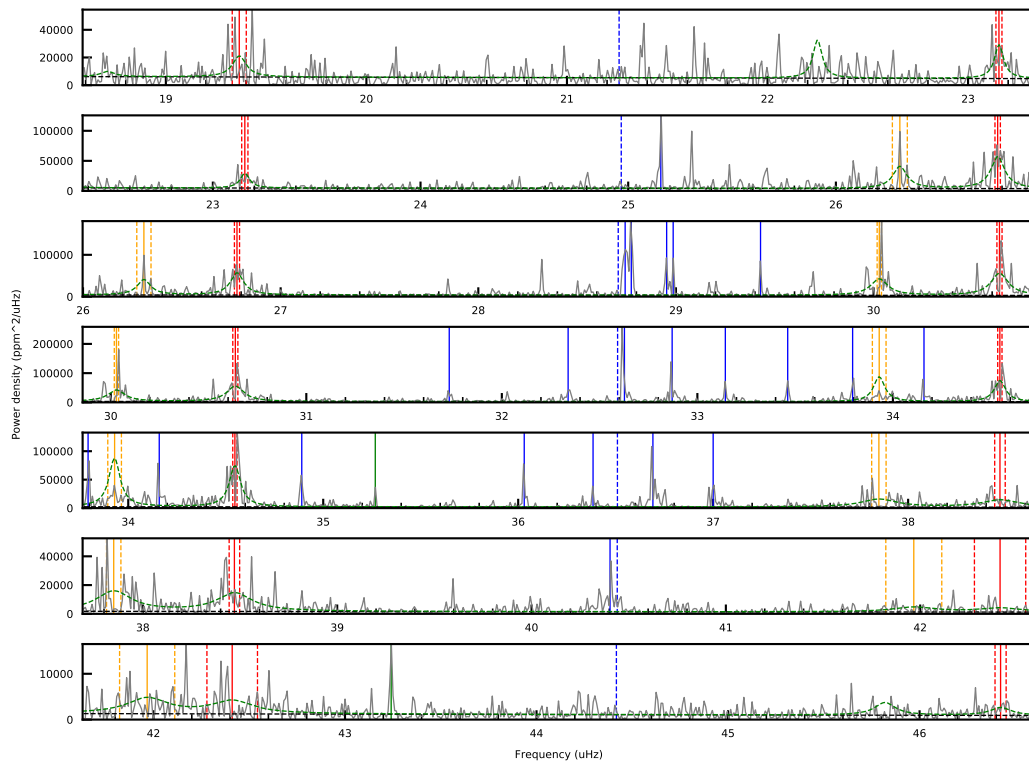 40000
20000
0
19 20 21 22 23
100000
50000
0
23 24 25 26
100000
0
26 27 28 29 30
200000
100000
0
30 31 32 33 34
Power density (ppm^2/uHz)
100000
50000
0
34 35 36 37 38
40000
20000
0
38 39 40 41 42
10000
0
42 43 44 45 46
Frequency (uHz)